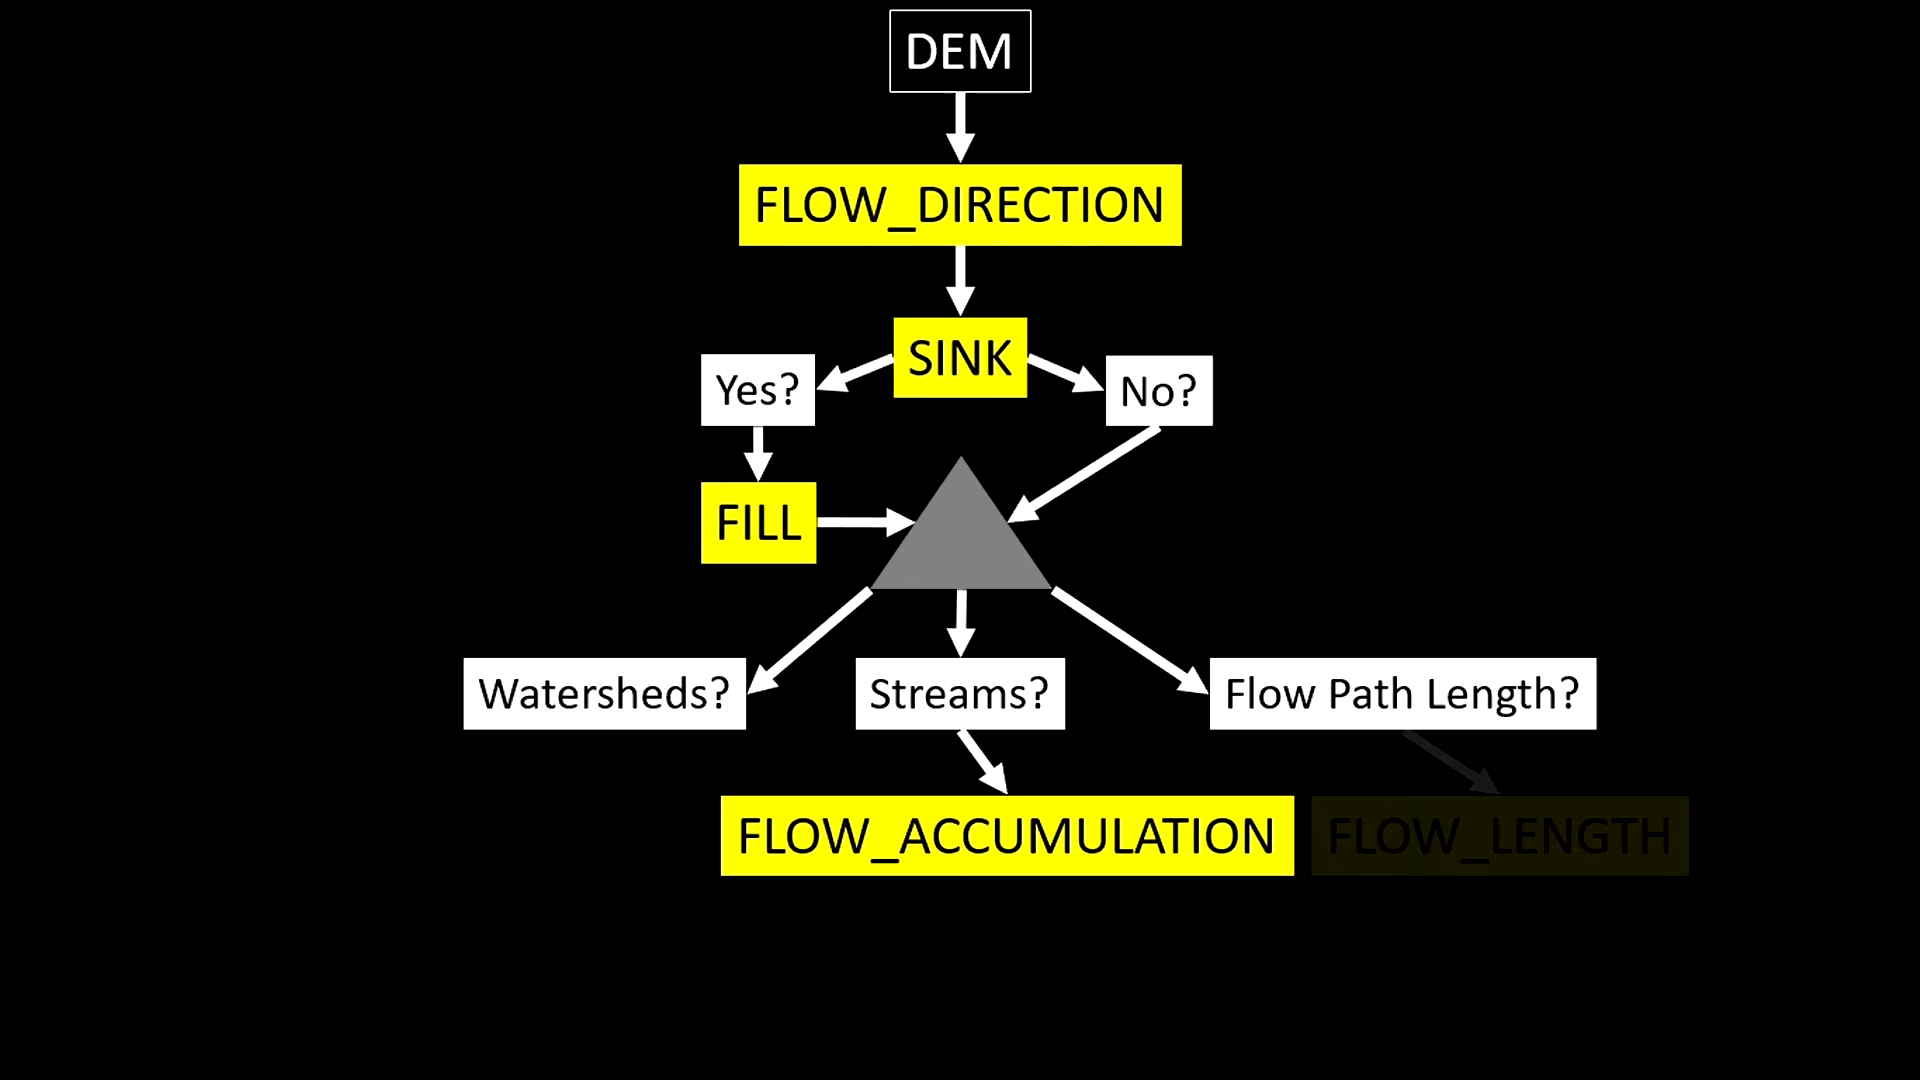 DEM
FLOW_DIRECTION
SINK
Yes?
No?
FILL
Watersheds?
Streams?
Flow Path Length?
FLOW_ACCUMULATION
FLOW_LENGTH